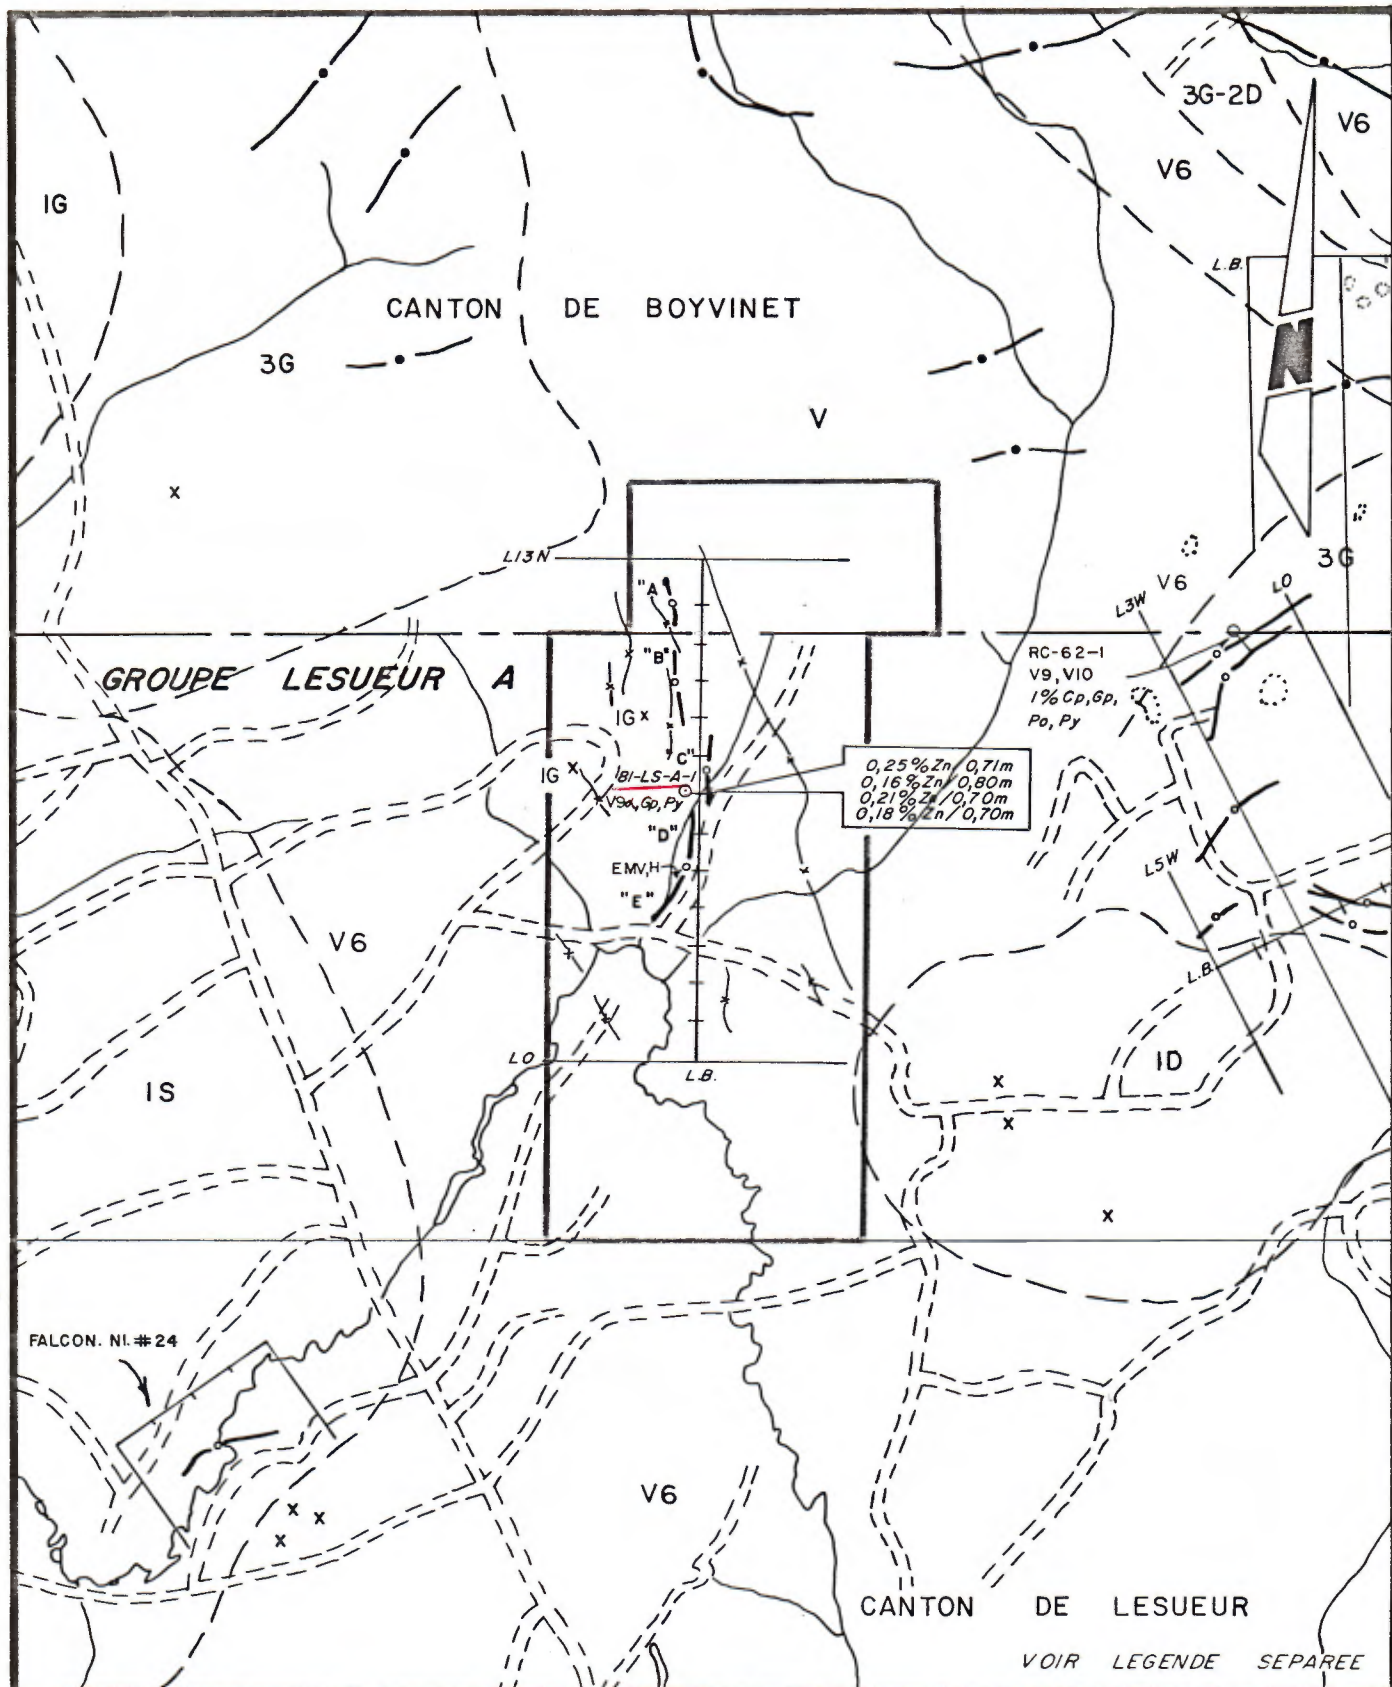 3G-2D
V6
V6
1G
L.B.
CANTON DE BOYVINET
N
3G
V
x
L13N
3G
"A"
V6
L3W
LO
"B"
RC-62-1
V9, V10
1% Cp, Gp,
Po, Py
GROUPE LESUEUR A
IG x
"C"
IG x
81-LS-A-1
V9a, Gp, Py
0,25% Zn / 0,71m
0,16% Zn / 0,80m
0,21% Zn / 0,70m
0,18% Zn / 0,70m
"D"
L5W
EMV, H
"E"
V6
L.B.
LO
L.B.
ID
IS
x
x
x
FALCON. NI. #24
V6
x x
x
CANTON DE LESUEUR
VOIR LEGENDE SEPAREE